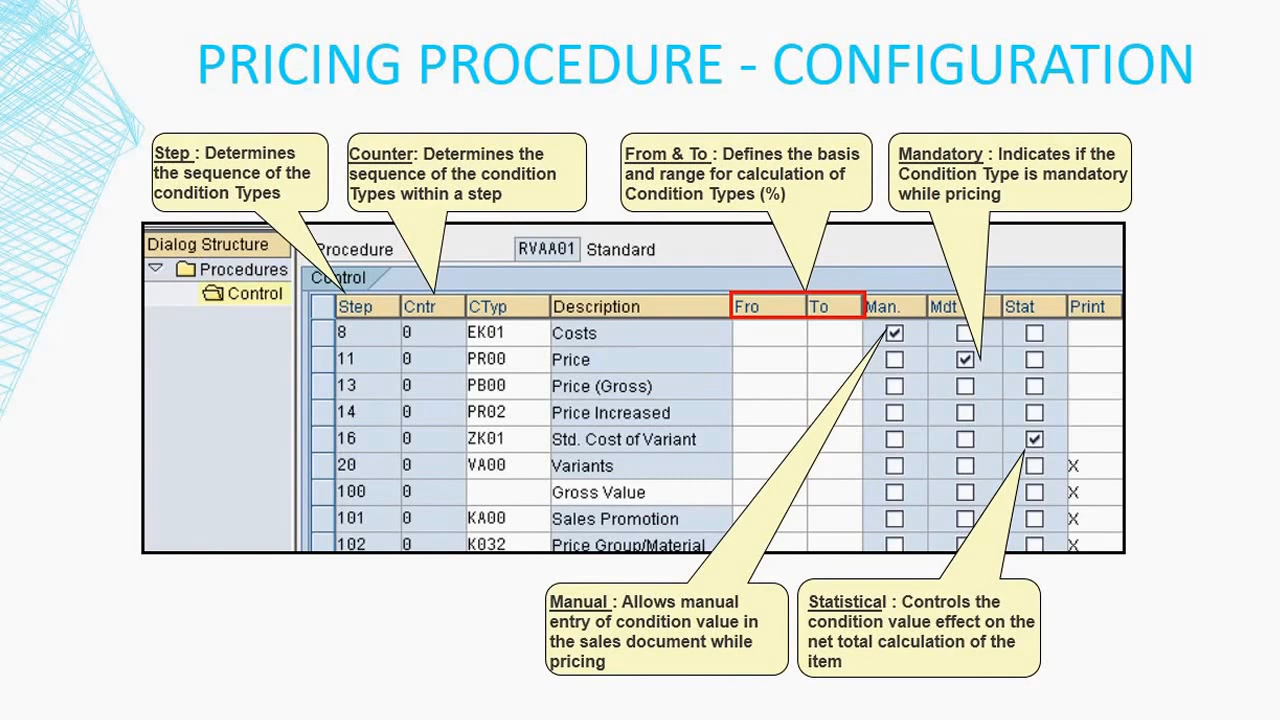 PRICING PROCEDURE - CONFIGURATION
Step : Determines
the sequence of the
condition Types
Counter: Determines the
sequence of the condition
Types within a step
From & To : Defines the basis
and range for calculation of
Condition Types (%)
Mandatory : Indicates if the
Condition Type is mandatory
while pricing
Dialog Structure
Procedures
Control
Procedure RVAA01 Standard
Control
Step Cntr CTyp Description Fro To Man. Mdt Stat Print
8 0 EK01 Costs
11 0 PR00 Price
13 0 PB00 Price (Gross)
14 0 PR02 Price Increased
16 0 ZK01 Std. Cost of Variant
20 0 VA00 Variants X
100 0 Gross Value X
101 0 KA00 Sales Promotion X
102 0 K032 Price Group/Material X
Manual : Allows manual
entry of condition value in
the sales document while
pricing
Statistical : Controls the
condition value effect on the
net total calculation of the
item